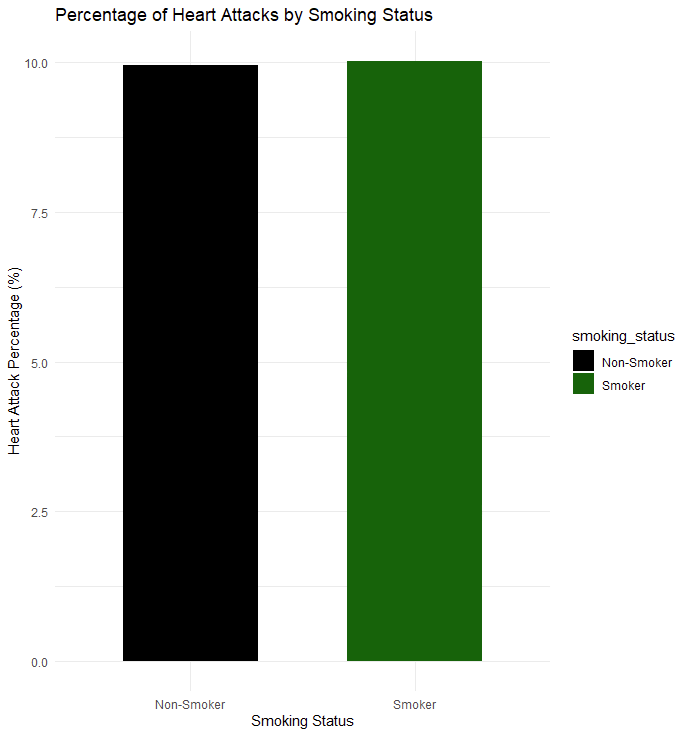 Percentage of Heart Attacks by Smoking Status
10.0
7.5
5.0
2.5
0.0
Heart Attack Percentage (%)
Non-Smoker
Smoker
Smoking Status
smoking_status
Non-Smoker
Smoker